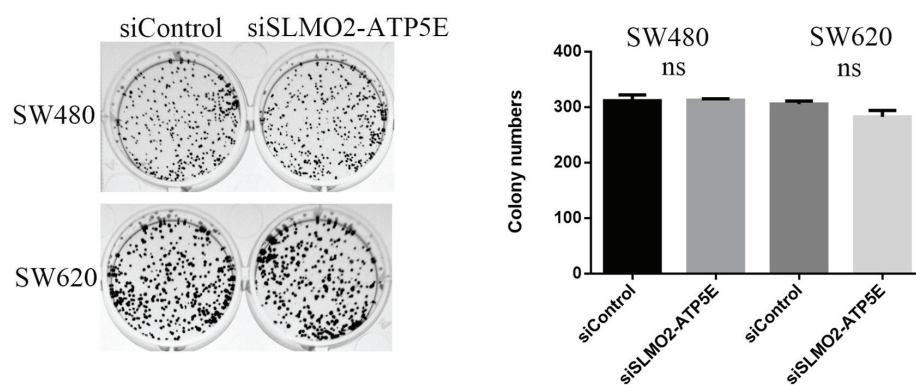 siControl siSLMO2-ATP5E
SW480
SW620
SW480 SW620
ns ns
400
300
200
100
0
Colony numbers
siControl
siSLMO2-ATP5E
siControl
siSLMO2-ATP5E